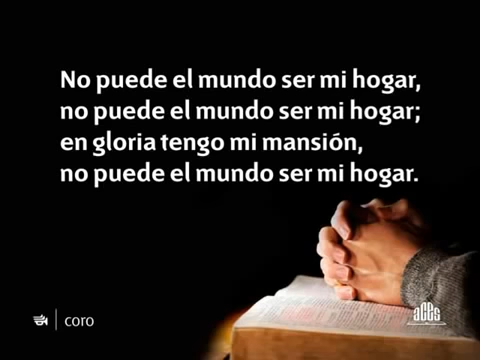 No puede el mundo ser mi hogar,
no puede el mundo ser mi hogar;
en gloria tengo mi mansión,
no puede el mundo ser mi hogar.
coro
aces